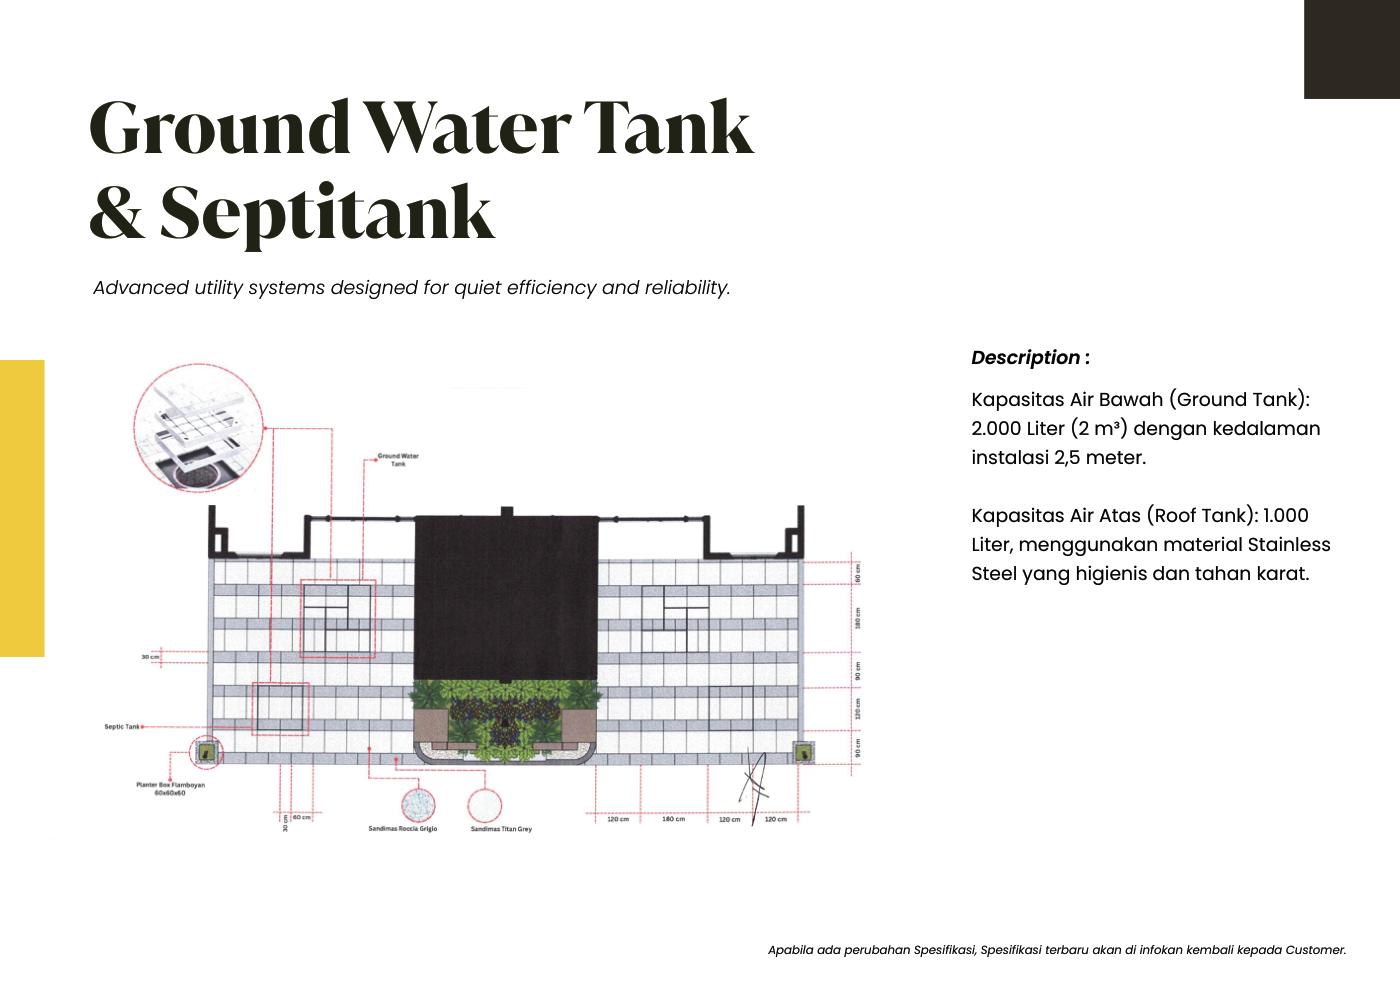 Ground Water Tank
& Septitank
Advanced utility systems designed for quiet efficiency and reliability.
Description :
Kapasitas Air Bawah (Ground Tank):
2.000 Liter (2 m³) dengan kedalaman
instalasi 2,5 meter.
Kapasitas Air Atas (Roof Tank): 1.000
Liter, menggunakan material Stainless
Steel yang higienis dan tahan karat.
Ground Water
Tank
30 cm
Septic Tank
Planter Box Flamboyan
60x60x60
30 cm
60 cm
Sandimas Roccia Grigio
Sandimas Titan Grey
120 cm
180 cm
120 cm
120 cm
60 cm
180 cm
90 cm
120 cm
90 cm
Apabila ada perubahan Spesifikasi, Spesifikasi terbaru akan di infokan kembali kepada Customer.